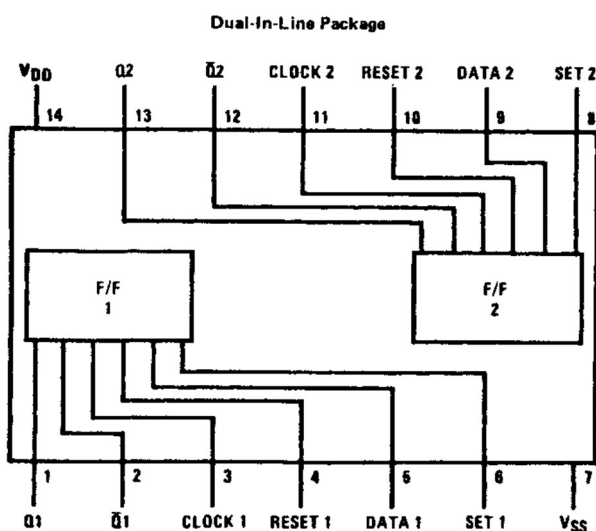 Dual-In-Line Package
VDD Q2 Q̄2 CLOCK 2 RESET 2 DATA 2 SET 2
14 13 12 11 10 9 8
F/F
1
F/F
2
1 2 3 4 5 6 7
Q1 Q̄1 CLOCK 1 RESET 1 DATA 1 SET 1 VSS